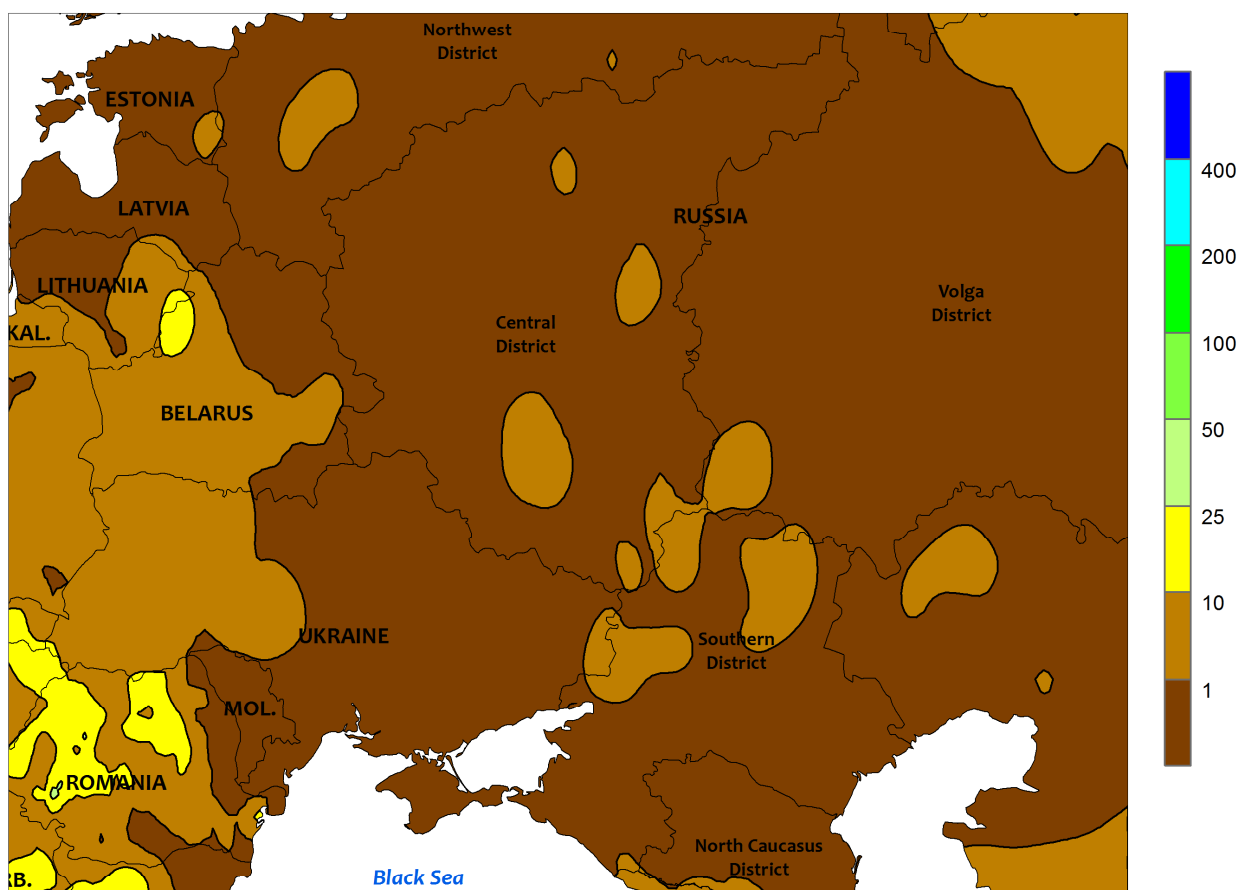 Northwest
District
ESTONIA
400
LATVIA
RUSSIA
200
LITHUANIA
Volga
District
KAL.
Central
District
100
BELARUS
50
25
10
UKRAINE
Southern
District
1
MOL.
ROMANIA
North Caucasus
District
RB.
Black Sea